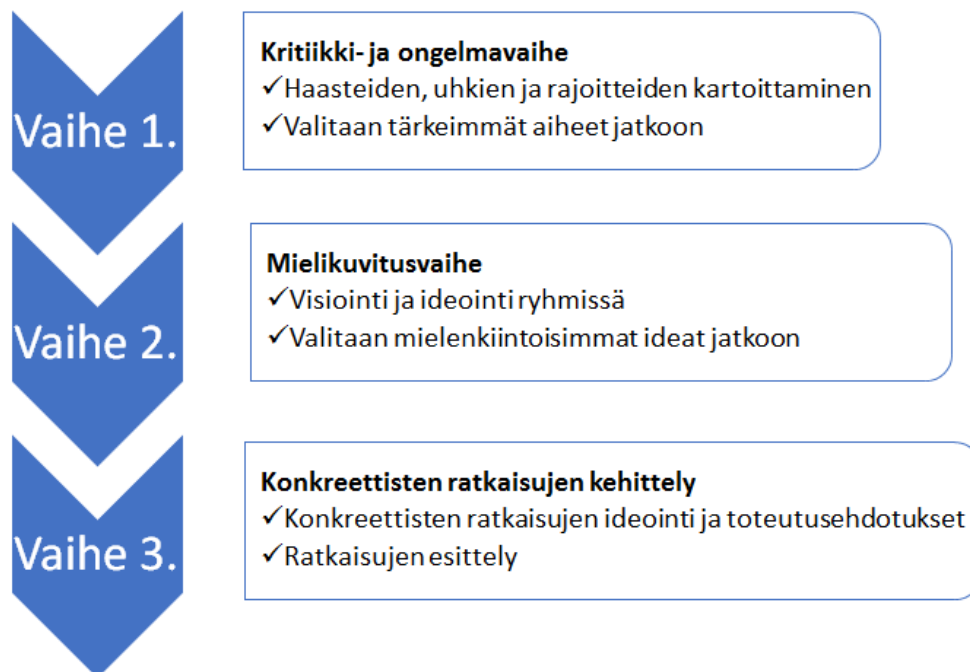 Vaihe 1.
Kritiikki- ja ongelmavaihe
✓Haasteiden, uhkien ja rajoitteiden kartoittaminen
✓Valitaan tärkeimmät aiheet jatkoon
Vaihe 2.
Mielikuvitusvaihe
✓Visiointi ja ideointi ryhmissä
✓Valitaan mielenkiintoisimmat ideat jatkoon
Vaihe 3.
Konkreettisten ratkaisujen kehittely
✓Konkreettisten ratkaisujen ideointi ja toteutusehdotukset
✓Ratkaisujen esittely